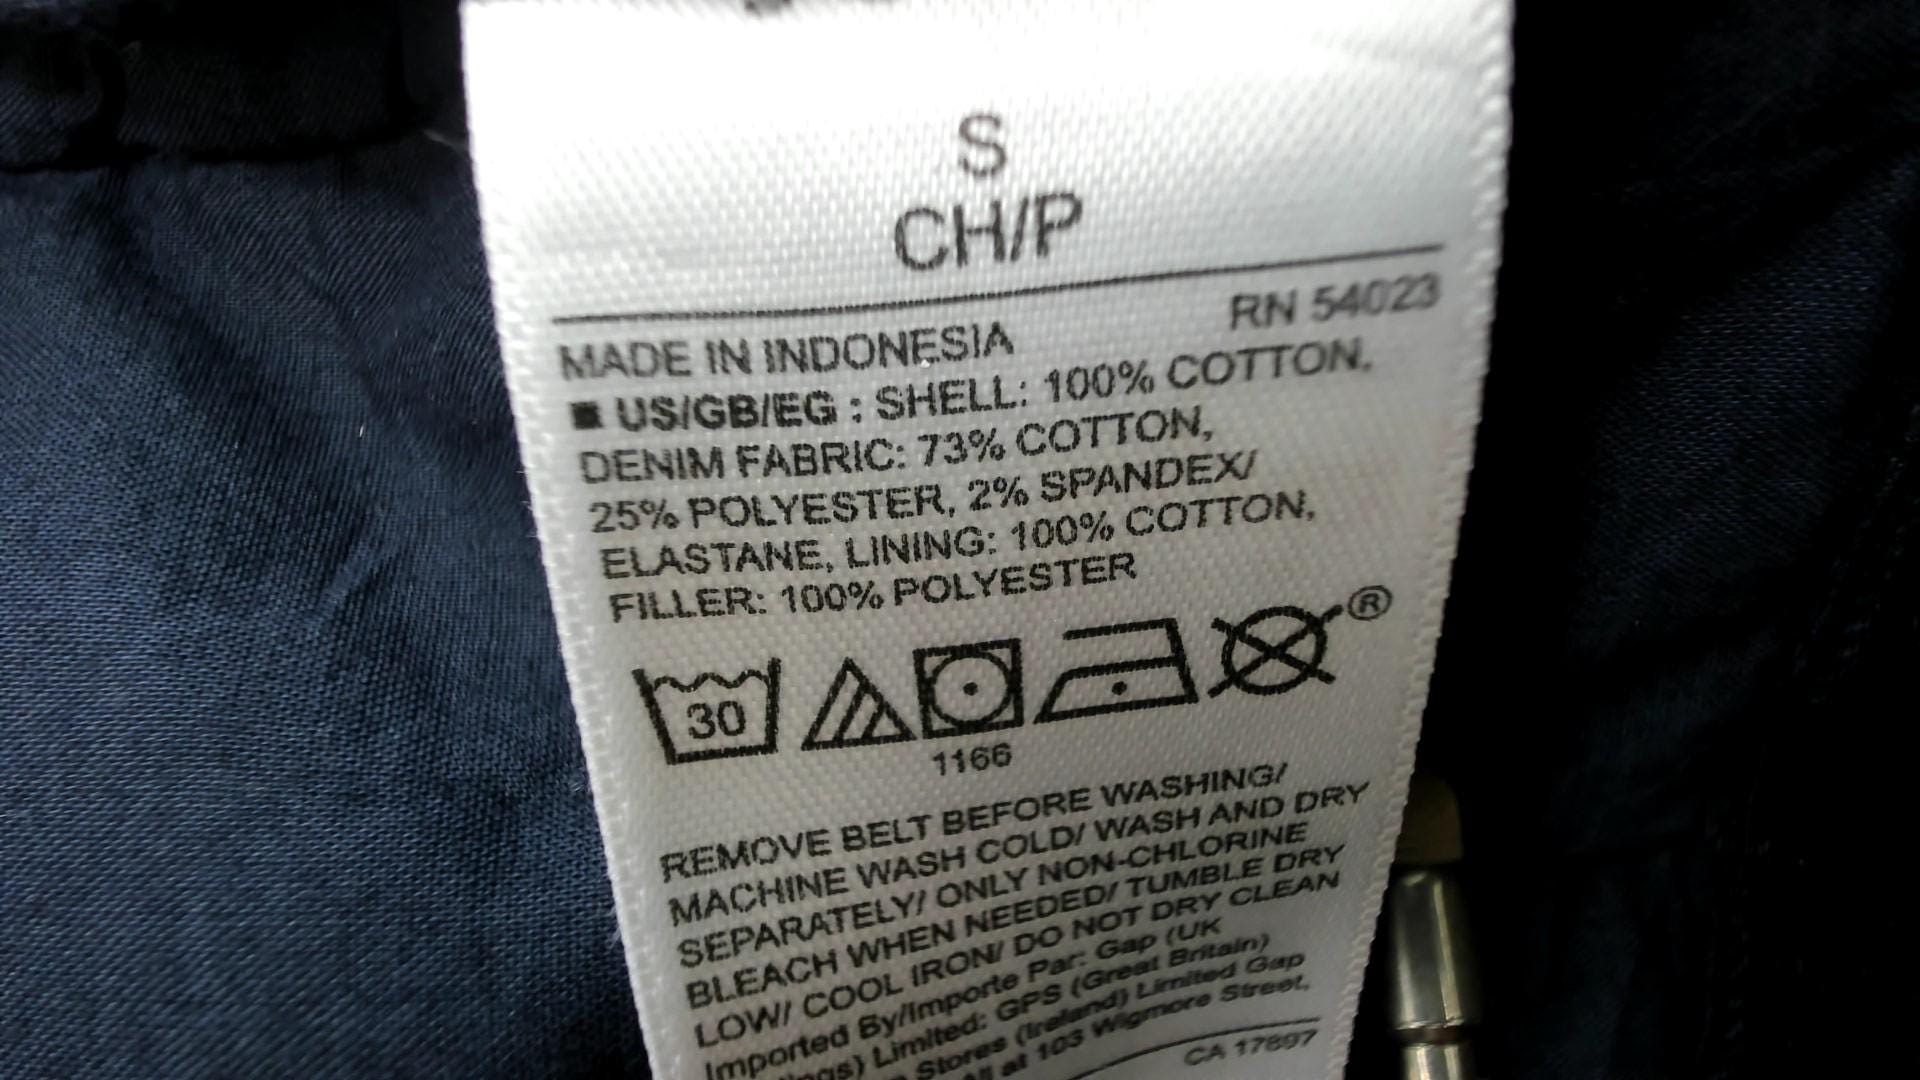 S
CH/P
RN 54023
MADE IN INDONESIA
■ US/GB/EG : SHELL: 100% COTTON,
DENIM FABRIC: 73% COTTON,
25% POLYESTER, 2% SPANDEX/
ELASTANE, LINING: 100% COTTON,
FILLER: 100% POLYESTER
®
30
1166
REMOVE BELT BEFORE WASHING/
MACHINE WASH COLD/ WASH AND DRY
SEPARATELY/ ONLY NON-CHLORINE
BLEACH WHEN NEEDED/ TUMBLE DRY
LOW/ COOL IRON/ DO NOT DRY CLEAN
Imported By/Importe Par: Gap (UK
Limited: GPS (Great Britain)
Stores (Ireland) Limited Gap
at 103 Wigmore Street,
CA 17897